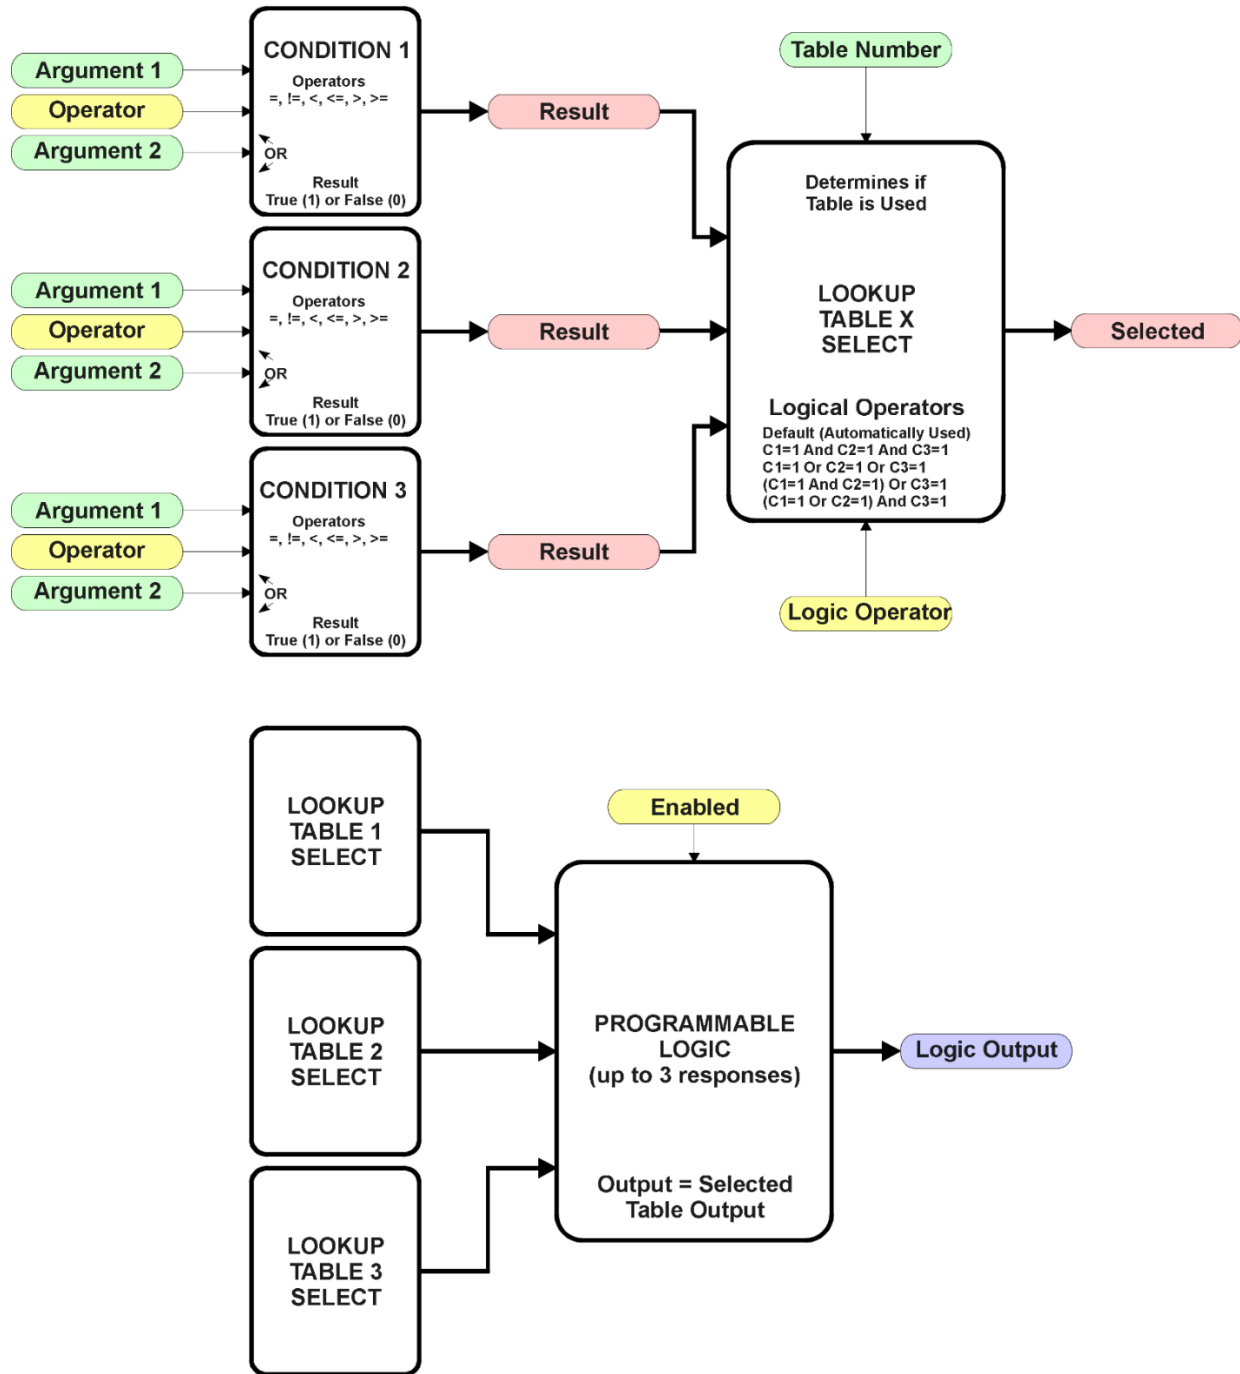 Argument 1
Operator
Argument 2
CONDITION 1
Operators
=, !=, <, <=, >, >=
OR
Result
True (1) or False (0)
Result
Argument 1
Operator
Argument 2
CONDITION 2
Operators
=, !=, <, <=, >, >=
OR
Result
True (1) or False (0)
Result
Argument 1
Operator
Argument 2
CONDITION 3
Operators
=, !=, <, <=, >, >=
OR
Result
True (1) or False (0)
Result
Table Number
Determines if
Table is Used
LOOKUP
TABLE X
SELECT
Logical Operators
Default (Automatically Used)
C1=1 And C2=1 And C3=1
C1=1 Or C2=1 Or C3=1
(C1=1 And C2=1) Or C3=1
(C1=1 Or C2=1) And C3=1
Logic Operator
Selected
LOOKUP
TABLE 1
SELECT
LOOKUP
TABLE 2
SELECT
LOOKUP
TABLE 3
SELECT
Enabled
PROGRAMMABLE
LOGIC
(up to 3 responses)
Output = Selected
Table Output
Logic Output